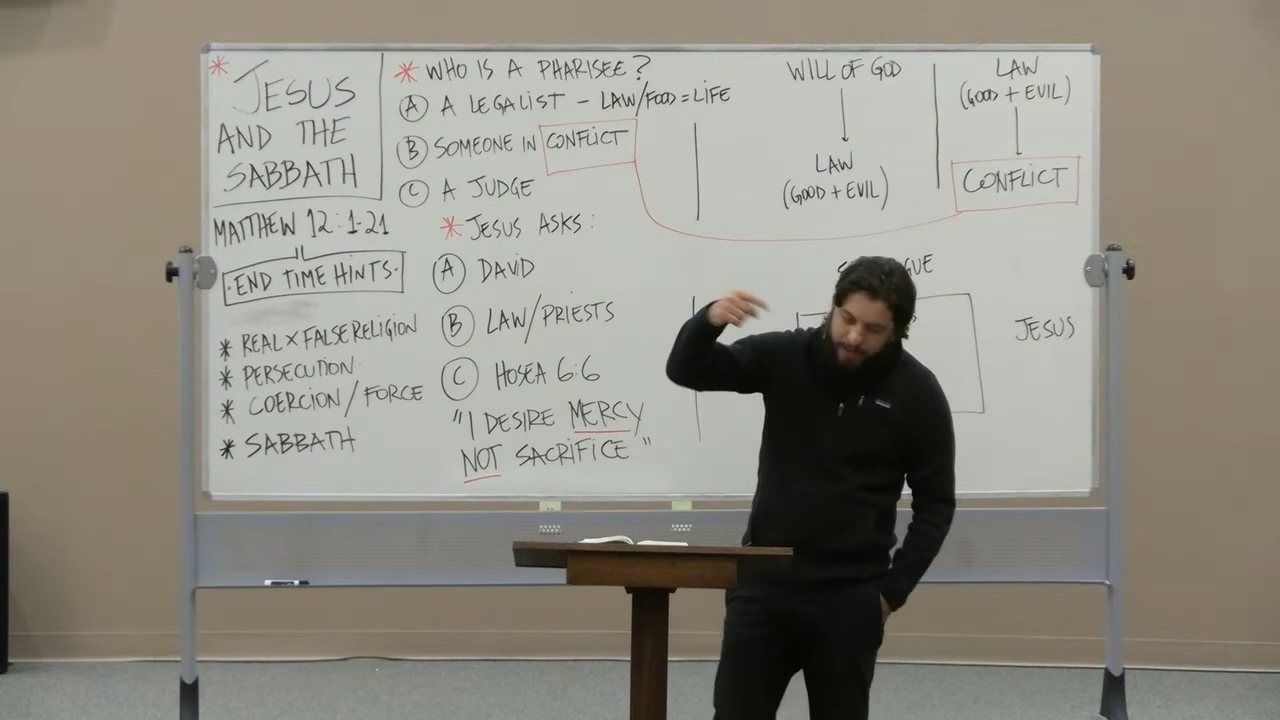 * JESUS
AND THE
SABBATH
MATTHEW 12:1-21
• END TIME HINTS •
* REAL X FALSE RELIGION
* PERSECUTION
* COERCION / FORCE
* SABBATH
* WHO IS A PHARISEE?
(A) A LEGALIST - LAW/FOOD = LIFE
(B) SOMEONE IN CONFLICT
(C) A JUDGE
* JESUS ASKS:
(A) DAVID
(B) LAW/PRIESTS
(C) HOSEA 6:6
"I DESIRE MERCY
NOT SACRIFICE"
WILL OF GOD
LAW
(GOOD + EVIL)
LAW
(GOOD + EVIL)
CONFLICT
JESUS